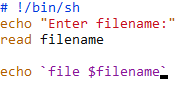 # !/bin/sh
echo "Enter filename:"
read filename
echo `file $filename`